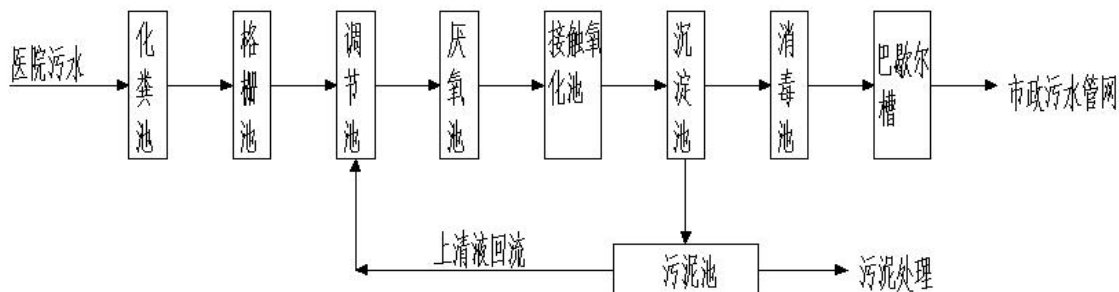 医院污水
化粪池
格栅池
调节池
厌氧池
接触氧
化池
沉淀池
消毒池
巴歇尔
槽
市政污水管网
上清液回流
污泥池
污泥处理